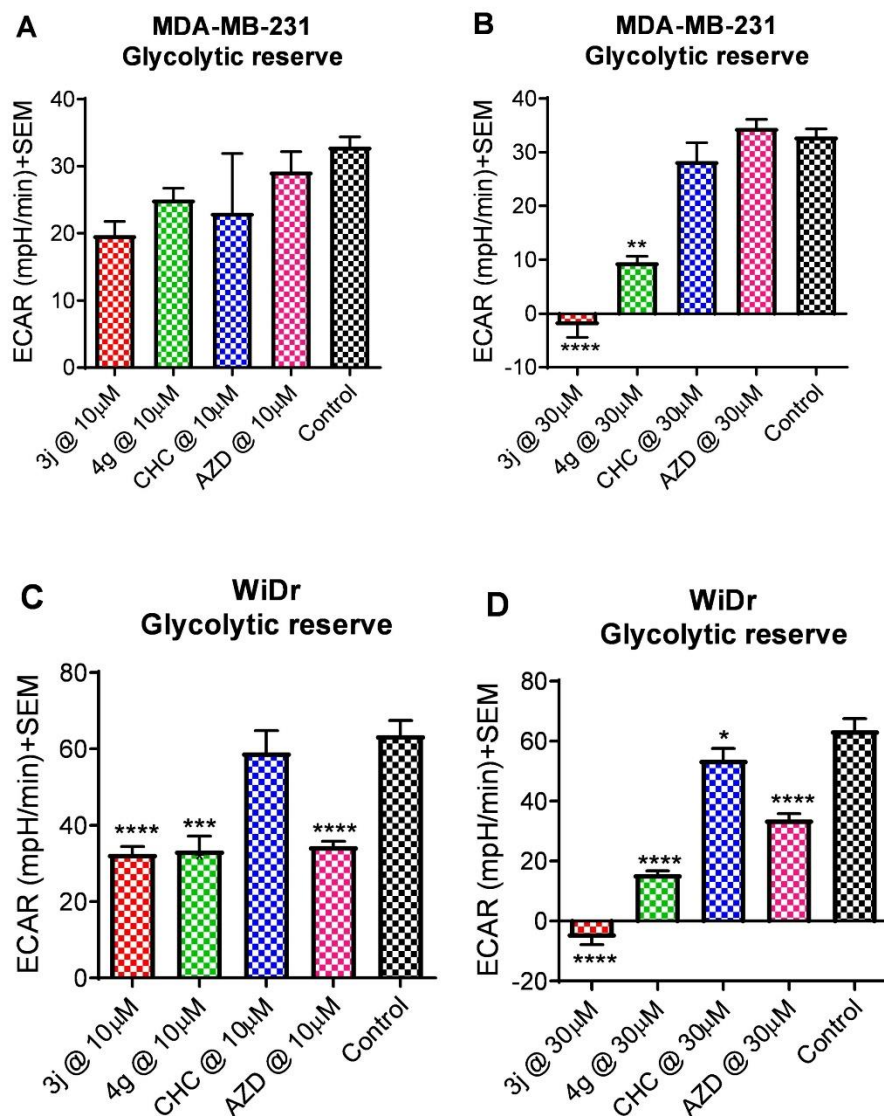 A
MDA-MB-231
Glycolytic reserve
ECAR (mpH/min)+SEM
40
30
20
10
0
3j @ 10μM
4g @ 10μM
CHC @ 10μM
AZD @ 10μM
Control
B
MDA-MB-231
Glycolytic reserve
ECAR (mpH/min)+SEM
40
30
20
10
0
-10
****
**
3j @ 30μM
4g @ 30μM
CHC @ 30μM
AZD @ 30μM
Control
C
WiDr
Glycolytic reserve
ECAR (mpH/min)+SEM
80
60
40
20
0
****
***
****
3j @ 10μM
4g @ 10μM
CHC @ 10μM
AZD @ 10μM
Control
D
WiDr
Glycolytic reserve
ECAR (mpH/min)+SEM
80
60
40
20
0
-20
****
****
*
****
3j @ 30μM
4g @ 30μM
CHC @ 30μM
AZD @ 30μM
Control